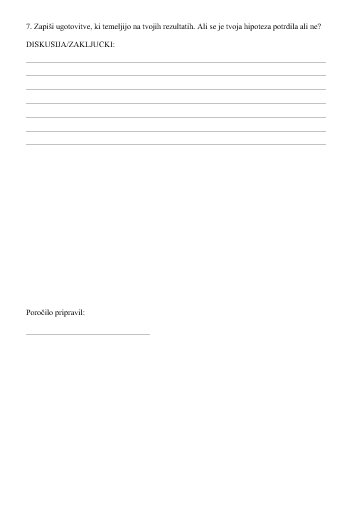 7. Zapiši ugotovitve, ki temeljijo na tvojih rezultatih. Ali se je tvoja hipoteza potrdila ali ne?
DISKUSIJA/ZAKLJUČKI:
Poročilo pripravil: